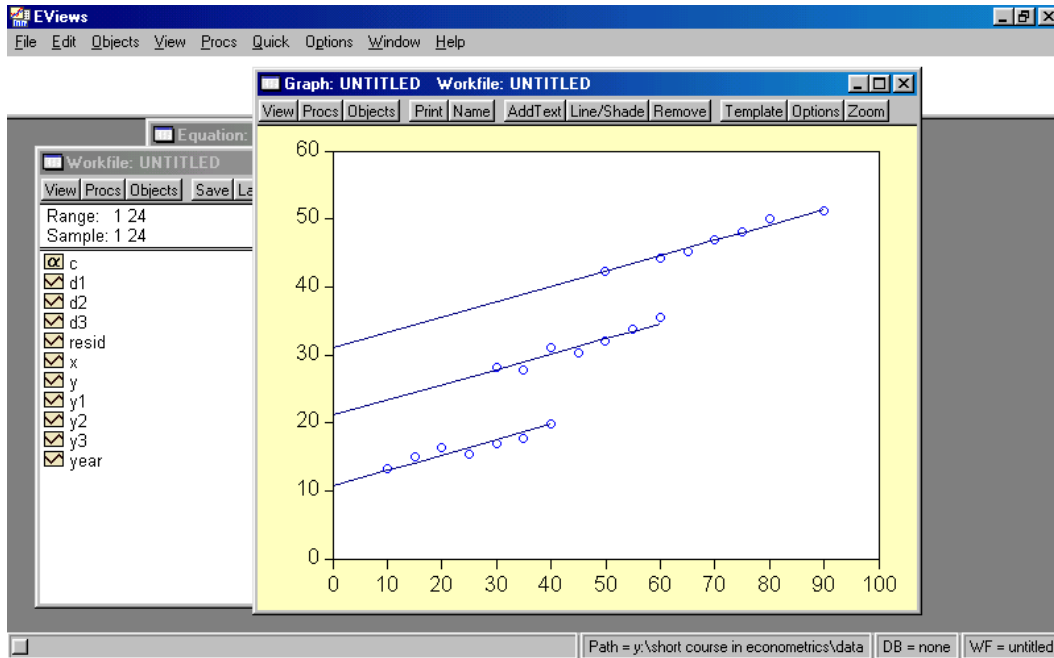 EViews
File Edit Objects View Procs Quick Options Window Help
Graph: UNTITLED Workfile: UNTITLED
View Procs Objects Print Name AddText Line/Shade Remove Template Options Zoom
Equation:
Workfile: UNTITLED
View Procs Objects Save
Range: 1 24
Sample: 1 24
c
d1
d2
d3
resid
x
y
y1
y2
y3
year
60
50
40
30
20
10
0
0 10 20 30 40 50 60 70 80 90 100
Path = y:\short course in econometrics\data DB = none WF = untitled